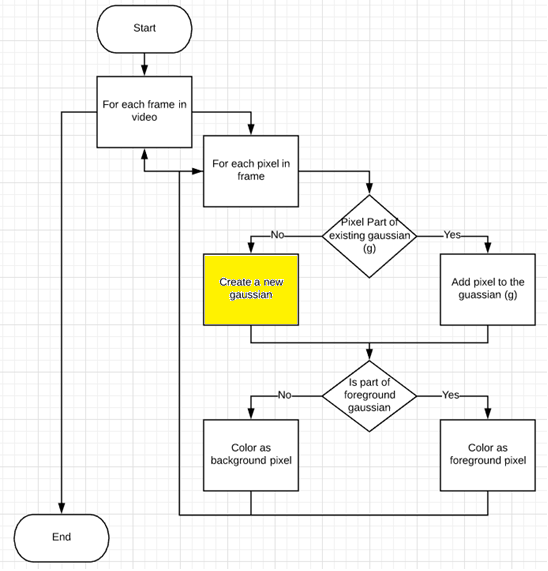 Start
For each frame in
video
For each pixel in
frame
Pixel Part of
existing gaussian
(g)
No
Yes
Create a new
gaussian
Add pixel to the
guassian (g)
Is part of
foreground
gaussian
No
Yes
Color as
background pixel
Color as
foreground pixel
End